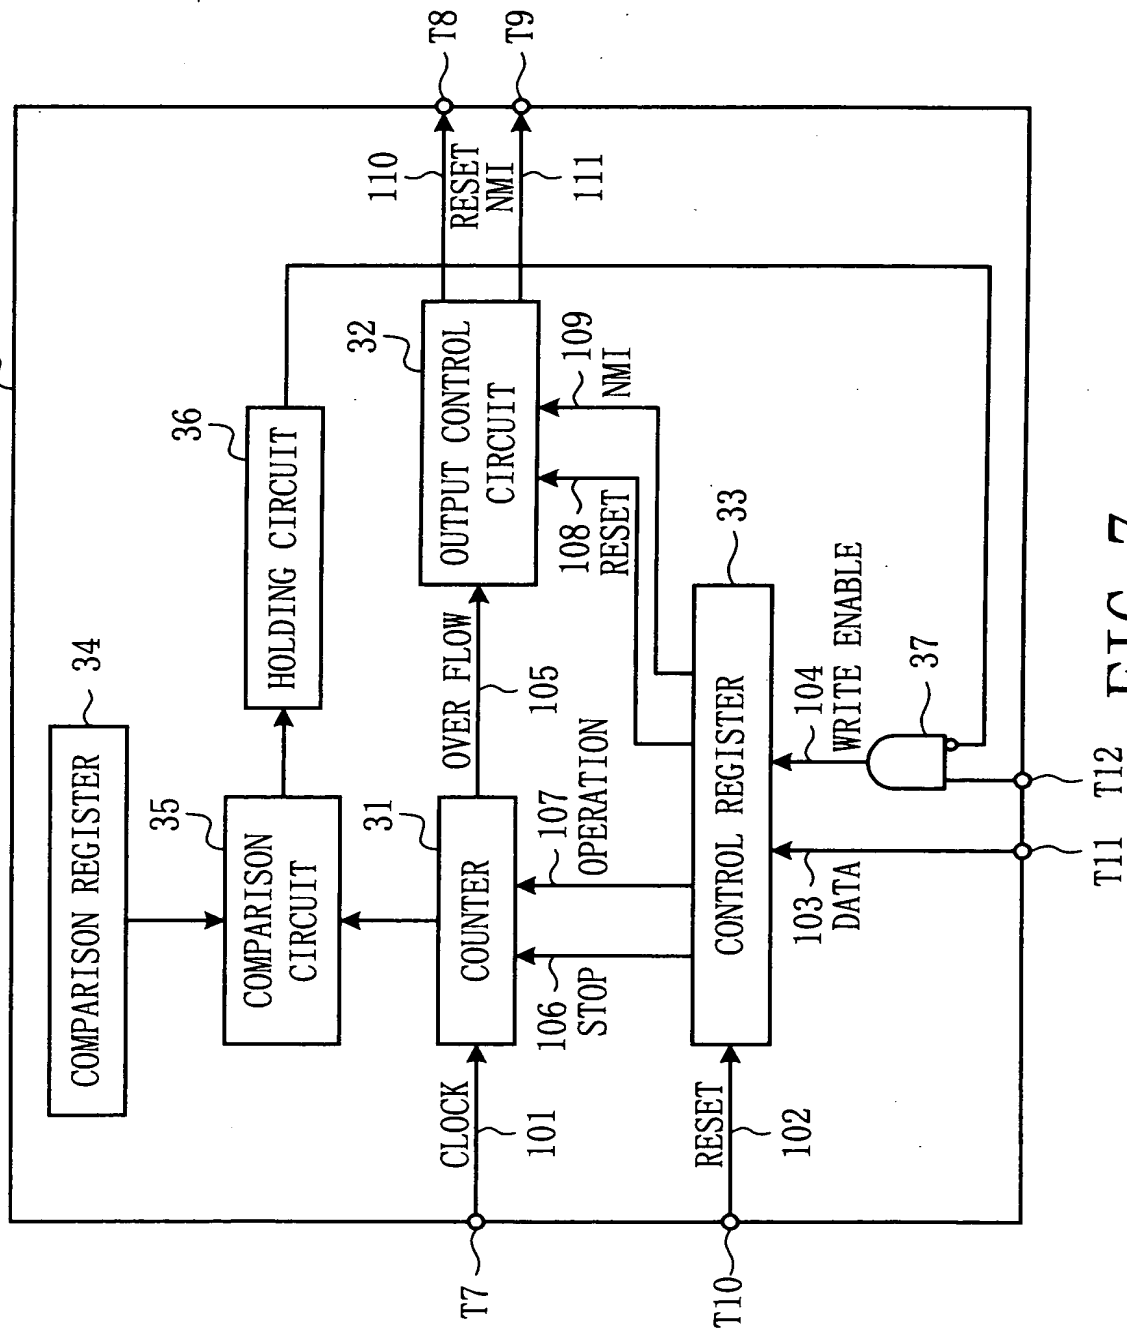 COMPARISON REGISTER
34
COMPARISON
CIRCUIT
35
HOLDING CIRCUIT
36
T7
CLOCK
101
COUNTER
31
OVER FLOW
105
OUTPUT CONTROL
CIRCUIT
32
110
RESET
NMI
111
T8
T9
106
STOP
107
OPERATION
108
RESET
109
NMI
T10
RESET
102
CONTROL REGISTER
33
103
DATA
104
WRITE ENABLE
37
T11
T12